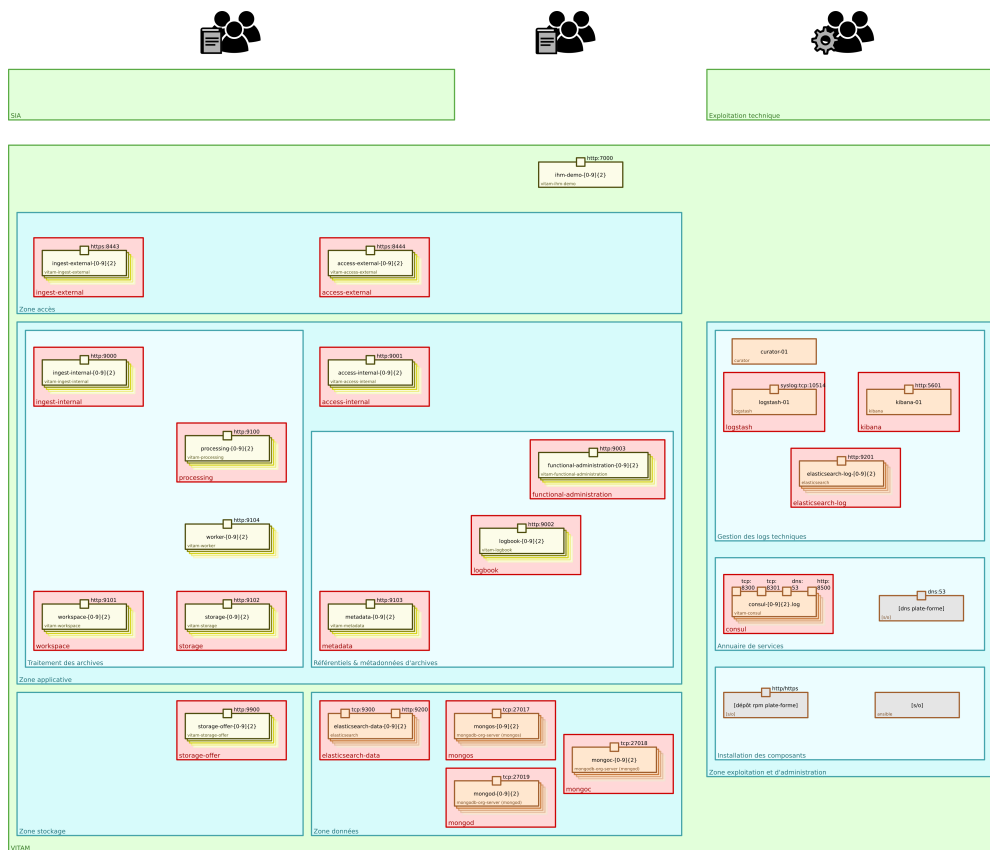 SIA
Exploitation technique
http:7000
ihm-demo-[0-9]{2}
vitam-ihm-demo
https:8443
ingest-external-[0-9]{2}
vitam-ingest-external
ingest-external
https:8444
access-external-[0-9]{2}
vitam-access-external
access-external
Zone accès
http:9000
ingest-internal-[0-9]{2}
vitam-ingest-internal
ingest-internal
http:9001
access-internal-[0-9]{2}
vitam-access-internal
access-internal
http:9100
processing-[0-9]{2}
vitam-processing
processing
http:9003
functional-administration-[0-9]{2}
vitam-functional-administration
functional-administration
http:9104
worker-[0-9]{2}
vitam-worker
http:9002
logbook-[0-9]{2}
vitam-logbook
logbook
http:9101
workspace-[0-9]{2}
vitam-workspace
workspace
http:9102
storage-[0-9]{2}
vitam-storage
storage
http:9103
metadata-[0-9]{2}
vitam-metadata
metadata
Traitement des archives
Référentiels & métadonnées d'archives
Zone applicative
curator-01
curator
syslog:tcp:10514
logstash-01
logstash
logstash
http:5601
kibana-01
kibana
kibana
http:9201
elasticsearch-log-[0-9]{2}
elasticsearch
elasticsearch-log
Gestion des logs techniques
tcp: tcp: dns: http:
8300 8301 53 8500
consul-[0-9]{2}.log
vitam-consul
consul
dns:53
[dns plate-forme]
[s/o]
Annuaire de services
http/https
[dépôt rpm plate-forme]
[s/o]
[s/o]
ansible
Installation des composants
Zone exploitation et d'administration
http:9900
storage-offer-[0-9]{2}
vitam-storage-offer
storage-offer
Zone stockage
tcp:9300 http:9200
elasticsearch-data-[0-9]{2}
elasticsearch
elasticsearch-data
tcp:27017
mongos-[0-9]{2}
mongodb-org-server (mongos)
mongos
tcp:27018
mongoc-[0-9]{2}
mongodb-org-server (mongod)
mongoc
tcp:27019
mongod-[0-9]{2}
mongodb-org-server (mongod)
mongod
Zone données
VITAM